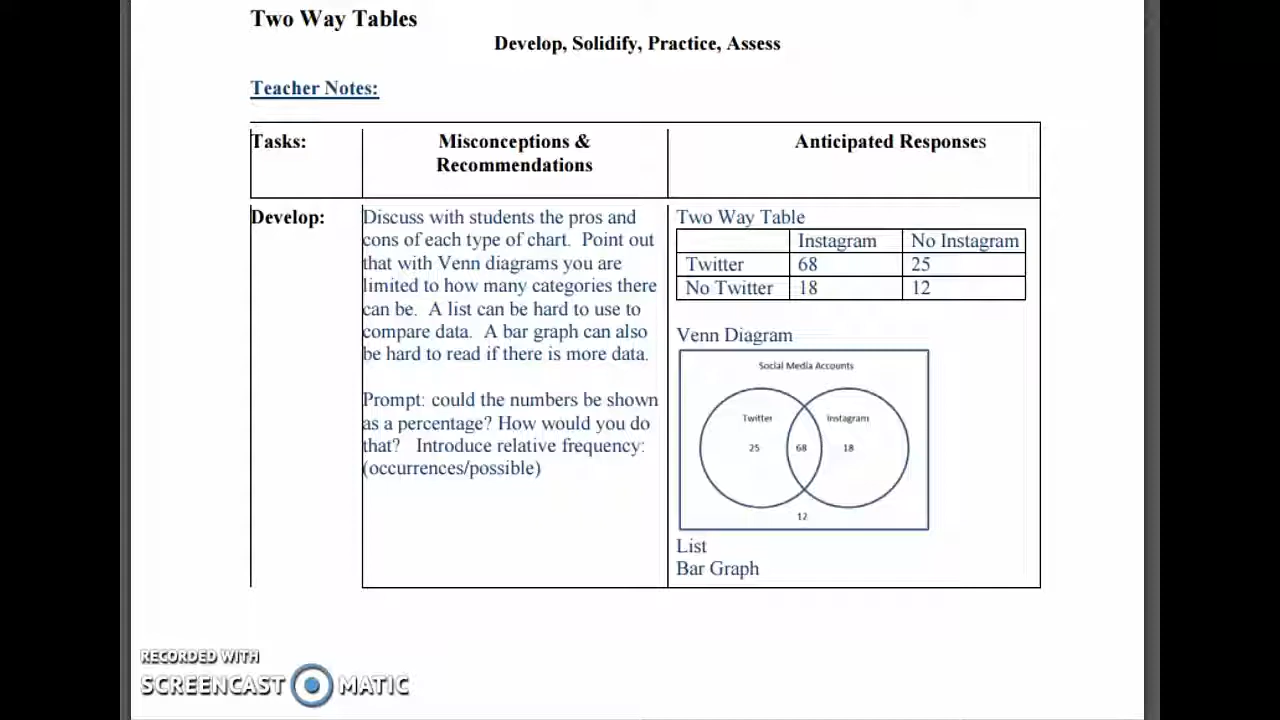 Two Way Tables
Develop, Solidify, Practice, Assess
Teacher Notes:
Tasks:
Misconceptions &
Recommendations
Anticipated Responses
Develop:
Discuss with students the pros and
cons of each type of chart. Point out
that with Venn diagrams you are
limited to how many categories there
can be. A list can be hard to use to
compare data. A bar graph can also
be hard to read if there is more data.
Prompt: could the numbers be shown
as a percentage? How would you do
that? Introduce relative frequency:
(occurrences/possible)
Two Way Table
Instagram No Instagram
Twitter 68 25
No Twitter 18 12
Venn Diagram
Social Media Accounts
Twitter Instagram
25 68 18
12
List
Bar Graph
RECORDED WITH
SCREENCAST MATIC